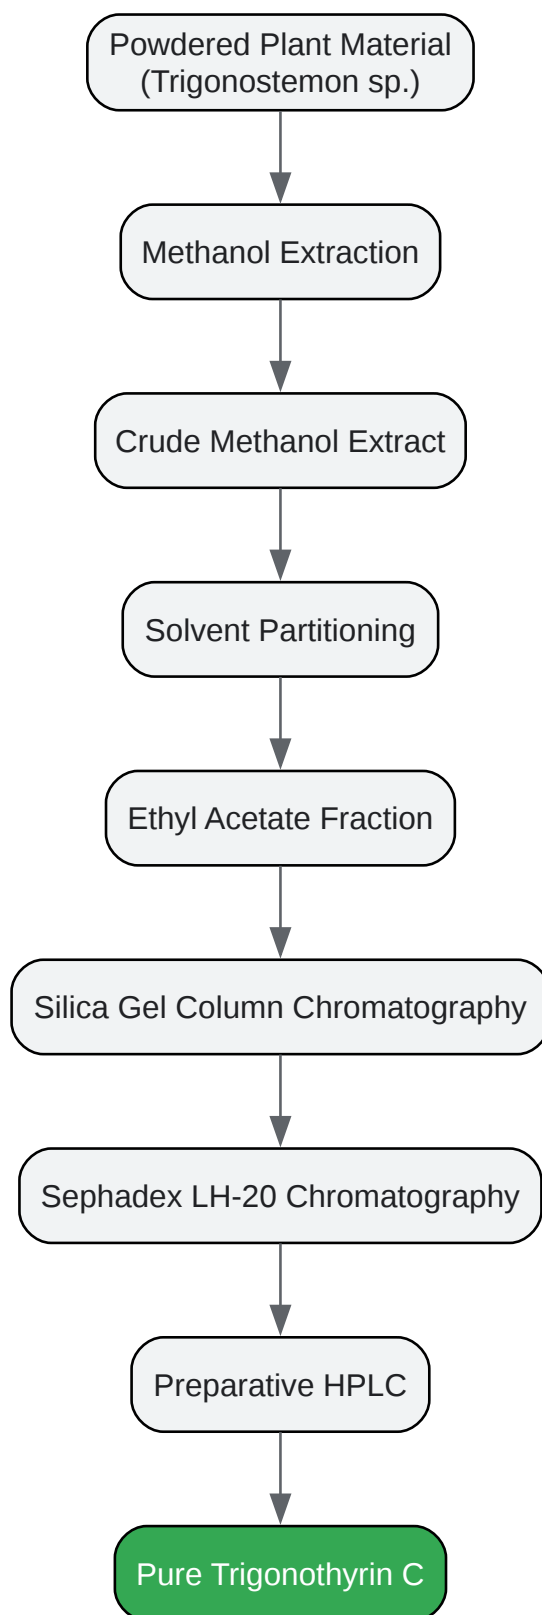 Powdered Plant Material
(Trigonostemon sp.)
Methanol Extraction
Crude Methanol Extract
Solvent Partitioning
Ethyl Acetate Fraction
Silica Gel Column Chromatography
Sephadex LH-20 Chromatography
Preparative HPLC
Pure Trigonothyrin C